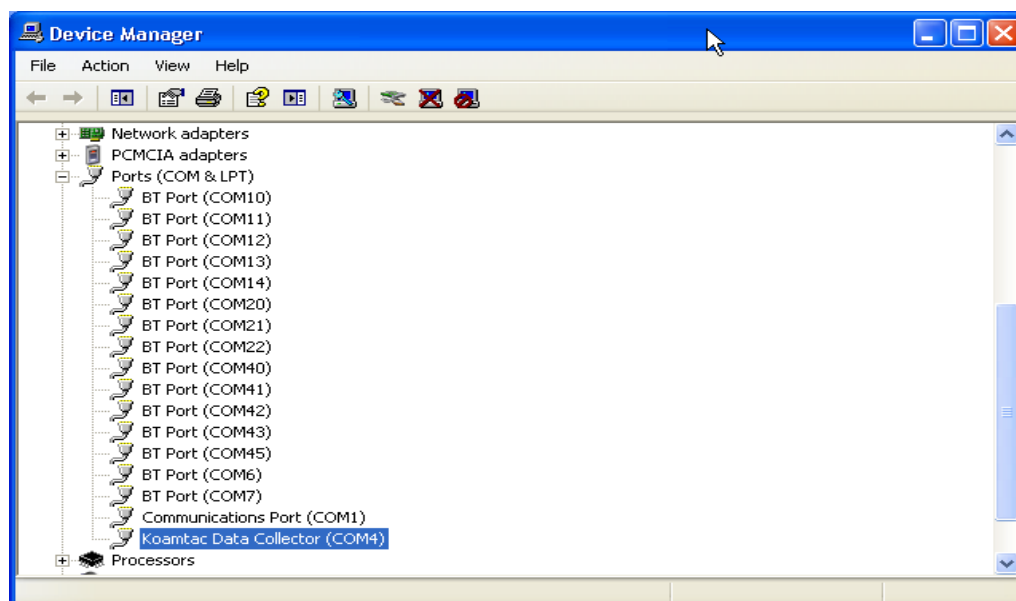 Device Manager
File Action View Help
Network adapters
PCMCIA adapters
Ports (COM & LPT)
BT Port (COM10)
BT Port (COM11)
BT Port (COM12)
BT Port (COM13)
BT Port (COM14)
BT Port (COM20)
BT Port (COM21)
BT Port (COM22)
BT Port (COM40)
BT Port (COM41)
BT Port (COM42)
BT Port (COM43)
BT Port (COM45)
BT Port (COM6)
BT Port (COM7)
Communications Port (COM1)
Koamtac Data Collector (COM4)
Processors